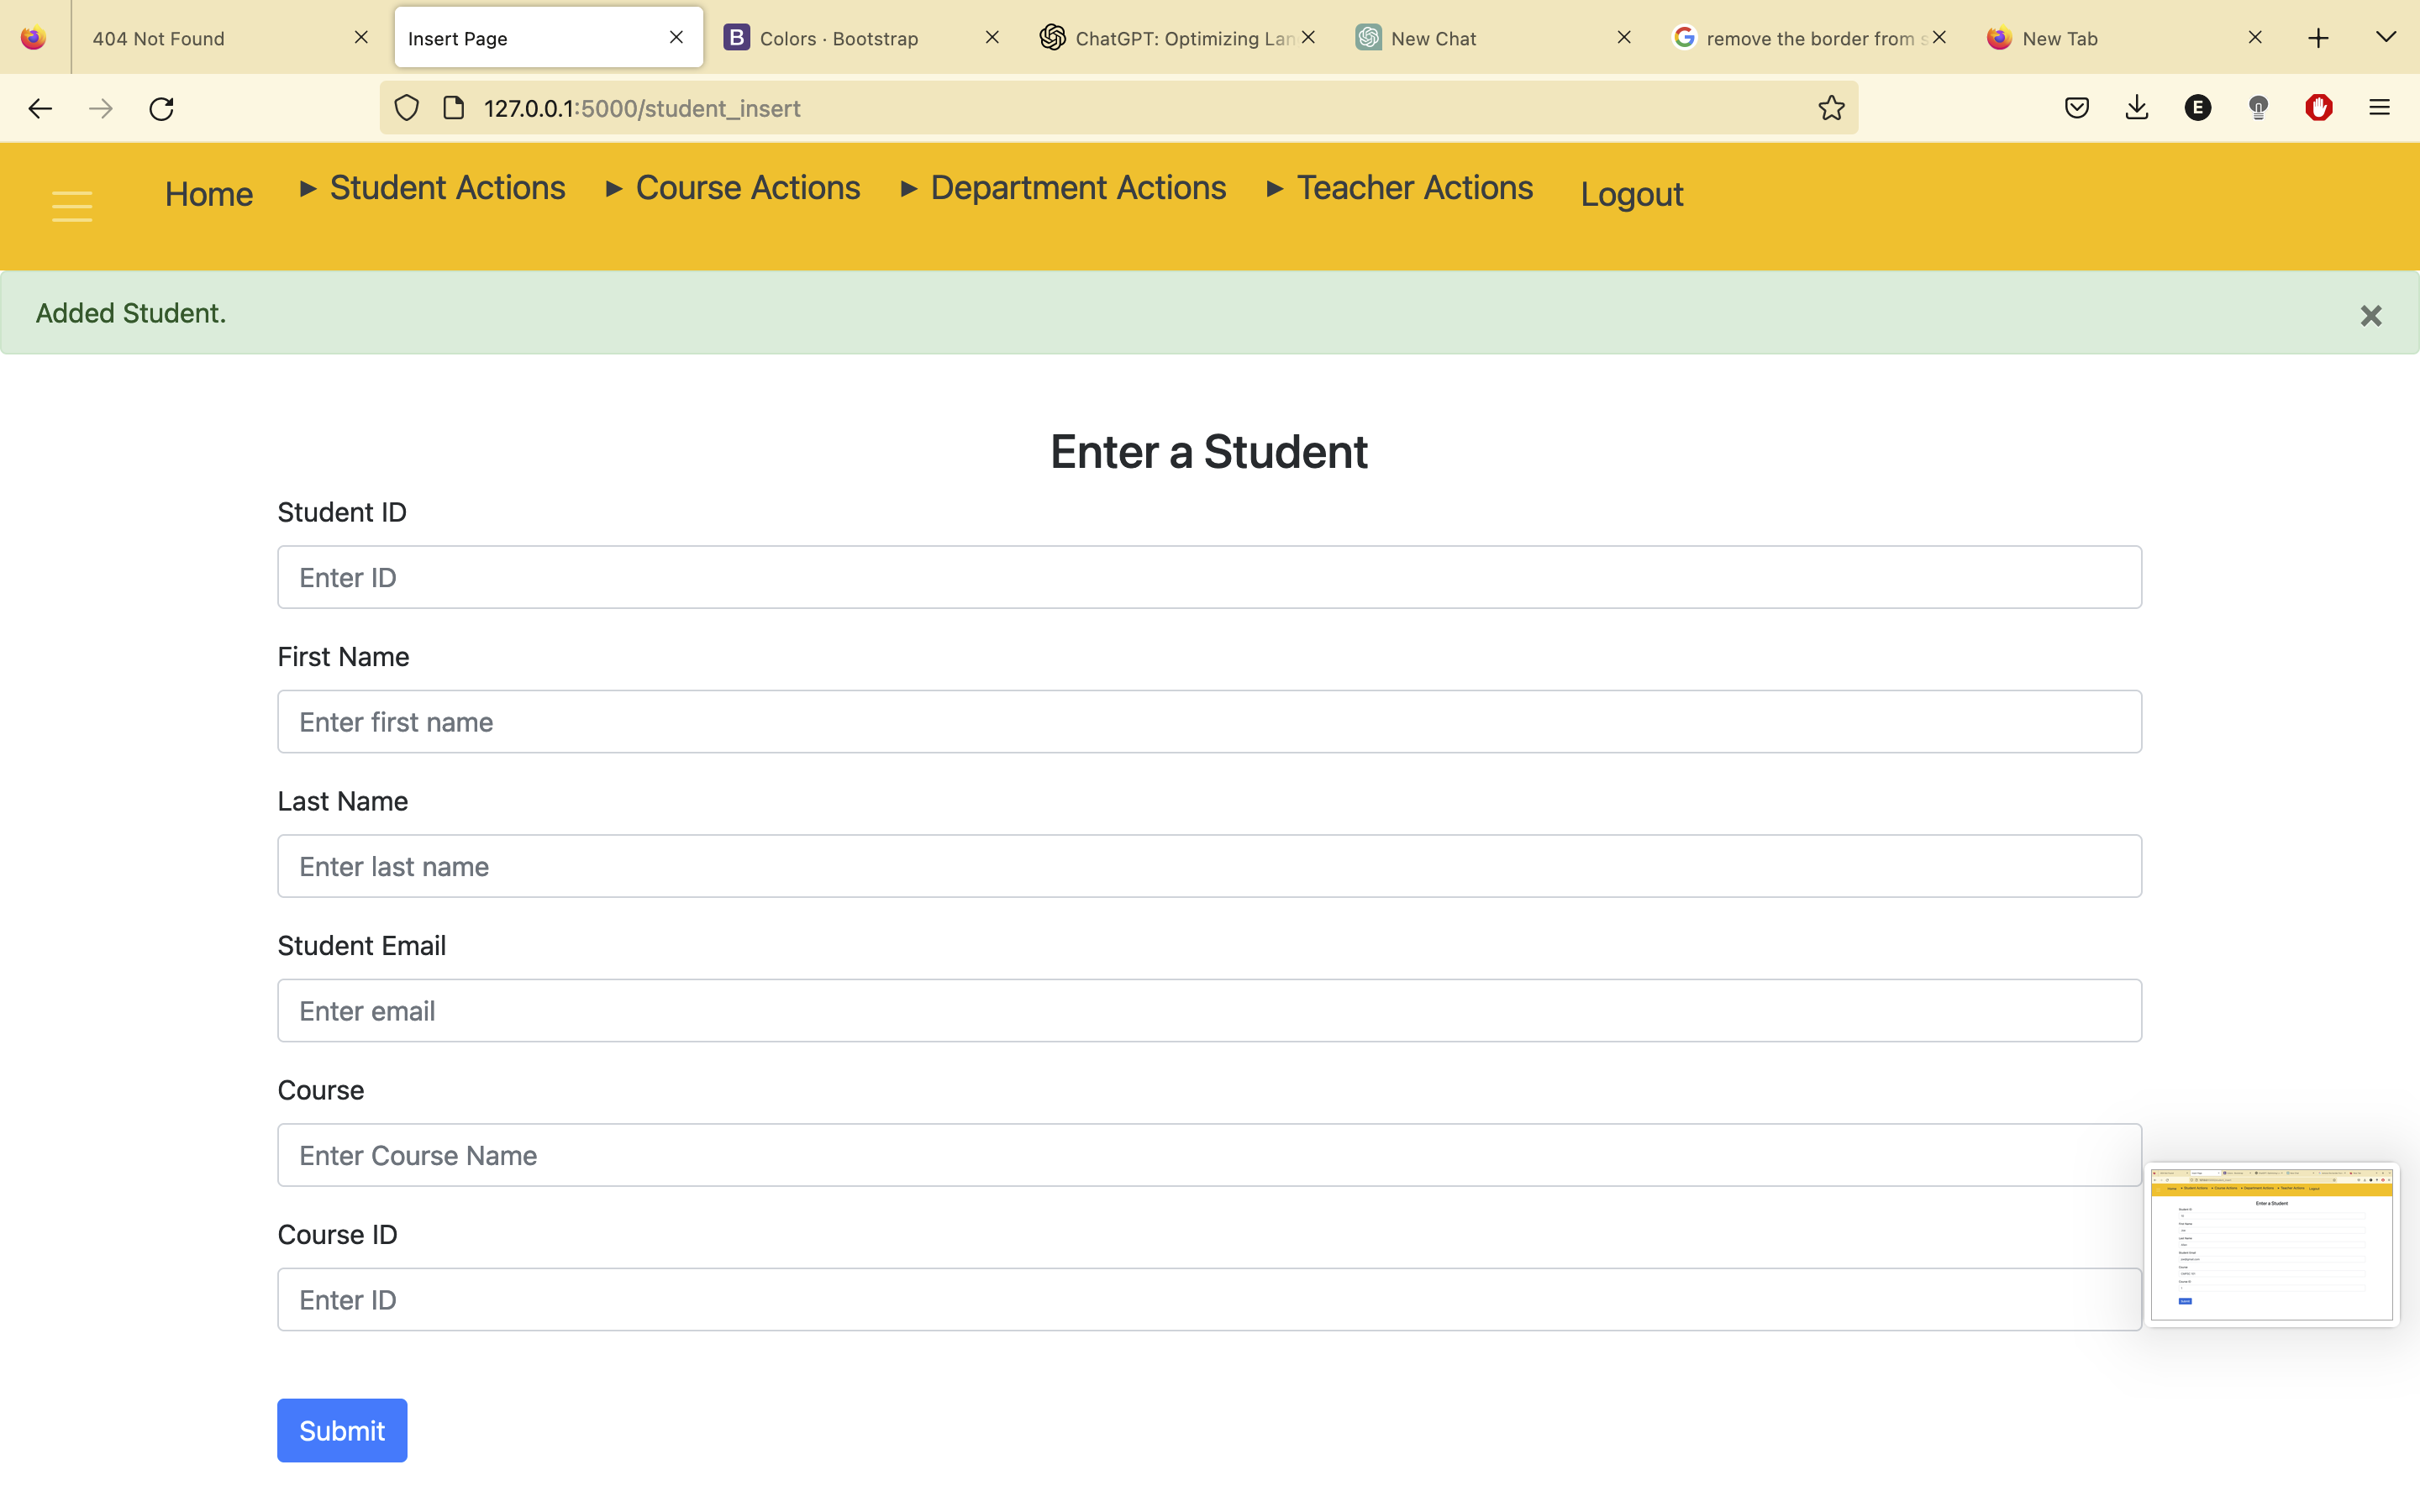 404 Not Found
Insert Page
B Colors · Bootstrap
ChatGPT: Optimizing Lan
New Chat
remove the border from s
New Tab
127.0.0.1:5000/student_insert
E
Home
Student Actions
Course Actions
Department Actions
Teacher Actions
Logout
Added Student.
Enter a Student
Student ID
Enter ID
First Name
Enter first name
Last Name
Enter last name
Student Email
Enter email
Course
Enter Course Name
Course ID
Enter ID
Submit